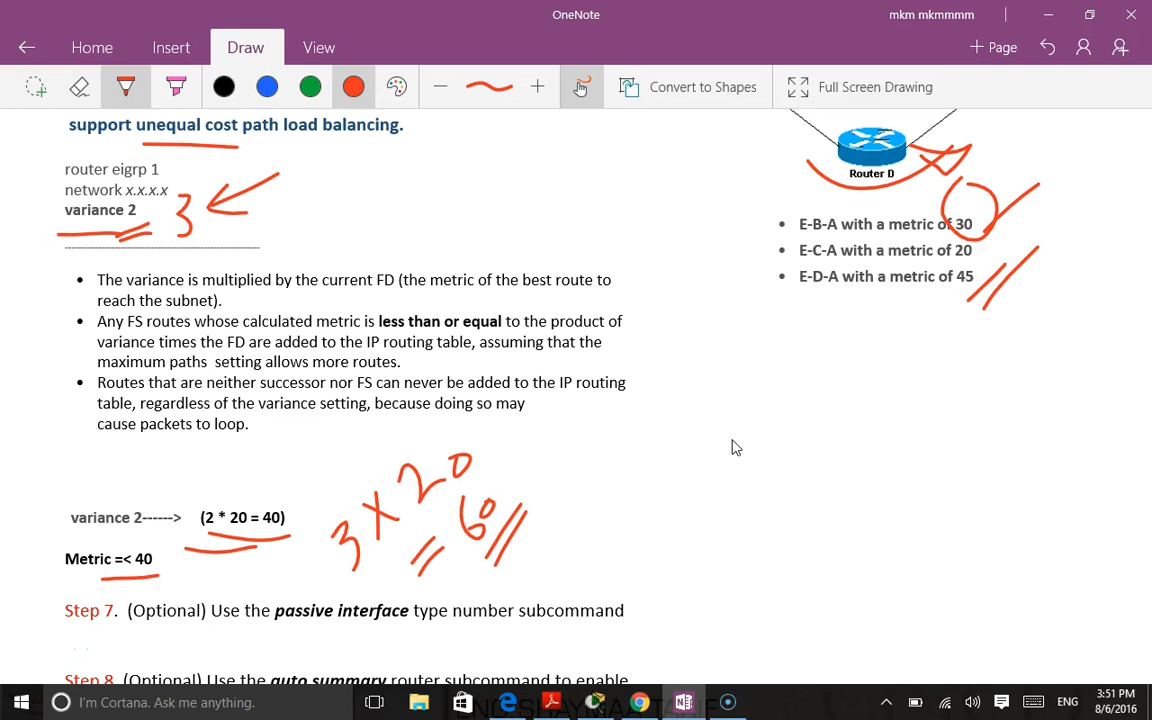 OneNote
mkm mkmmmm
Home
Insert
Draw
View
Page
Convert to Shapes
Full Screen Drawing
support unequal cost path load balancing.
router eigrp 1
network x.x.x.x
variance 2
3
Router D
• E-B-A with a metric of 30
• E-C-A with a metric of 20
• E-D-A with a metric of 45
• The variance is multiplied by the current FD (the metric of the best route to
reach the subnet).
• Any FS routes whose calculated metric is less than or equal to the product of
variance times the FD are added to the IP routing table, assuming that the
maximum paths setting allows more routes.
• Routes that are neither successor nor FS can never be added to the IP routing
table, regardless of the variance setting, because doing so may
cause packets to loop.
variance 2------> (2 * 20 = 40)
3 x 20
60
Metric =< 40
Step 7. (Optional) Use the passive interface type number subcommand
Step 8. (Optional) Use the auto summary router subcommand to enable
I'm Cortana. Ask me anything.
ENG
3:51 PM
8/6/2016